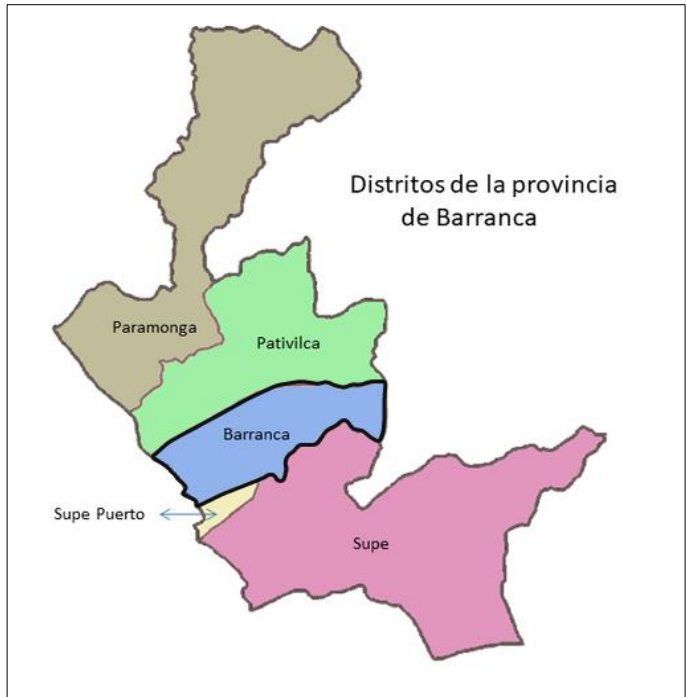 Distritos de la provincia
de Barranca
Paramonga
Pativilca
Barranca
Supe Puerto
Supe